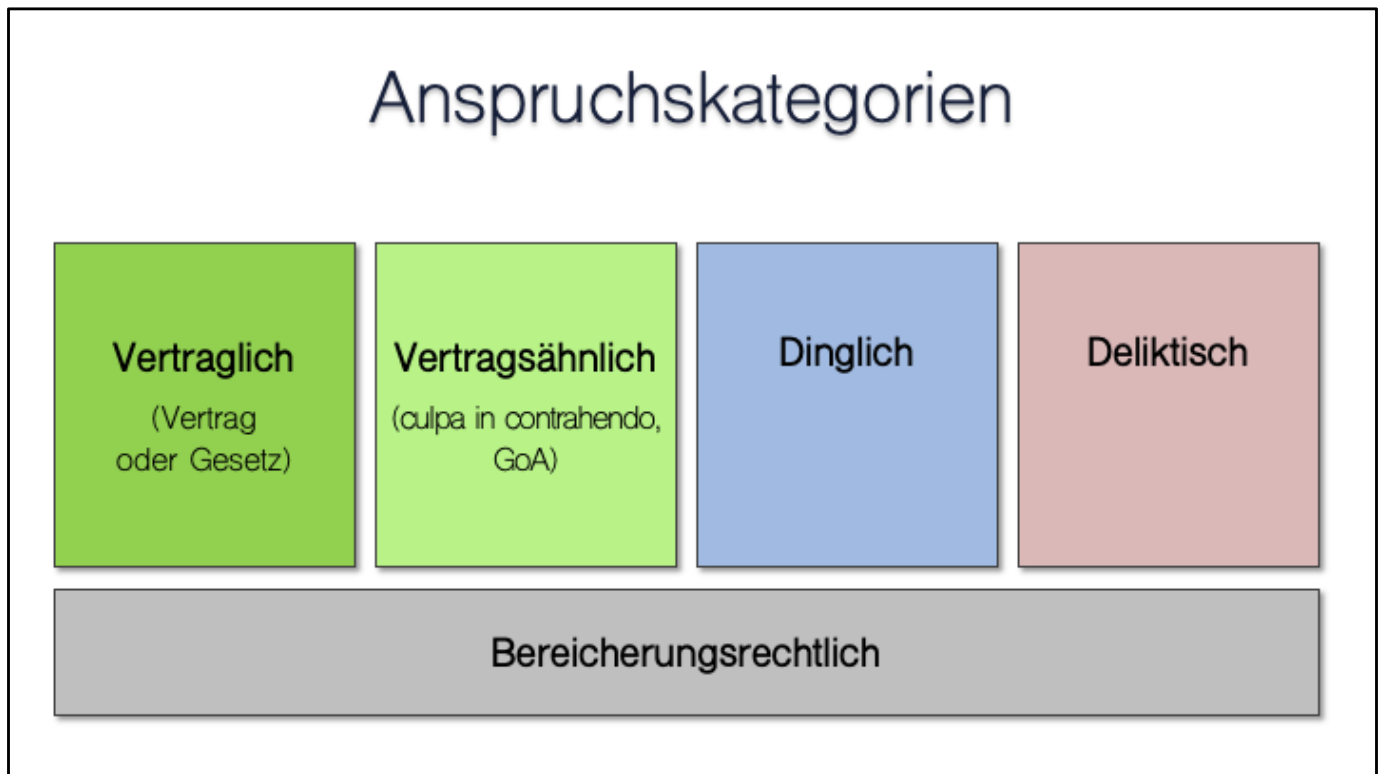 Anspruchskategorien
Vertraglich
(Vertrag
oder Gesetz)
Vertragsähnlich
(culpa in contrahendo,
GoA)
Dinglich
Deliktisch
Bereicherungsrechtlich